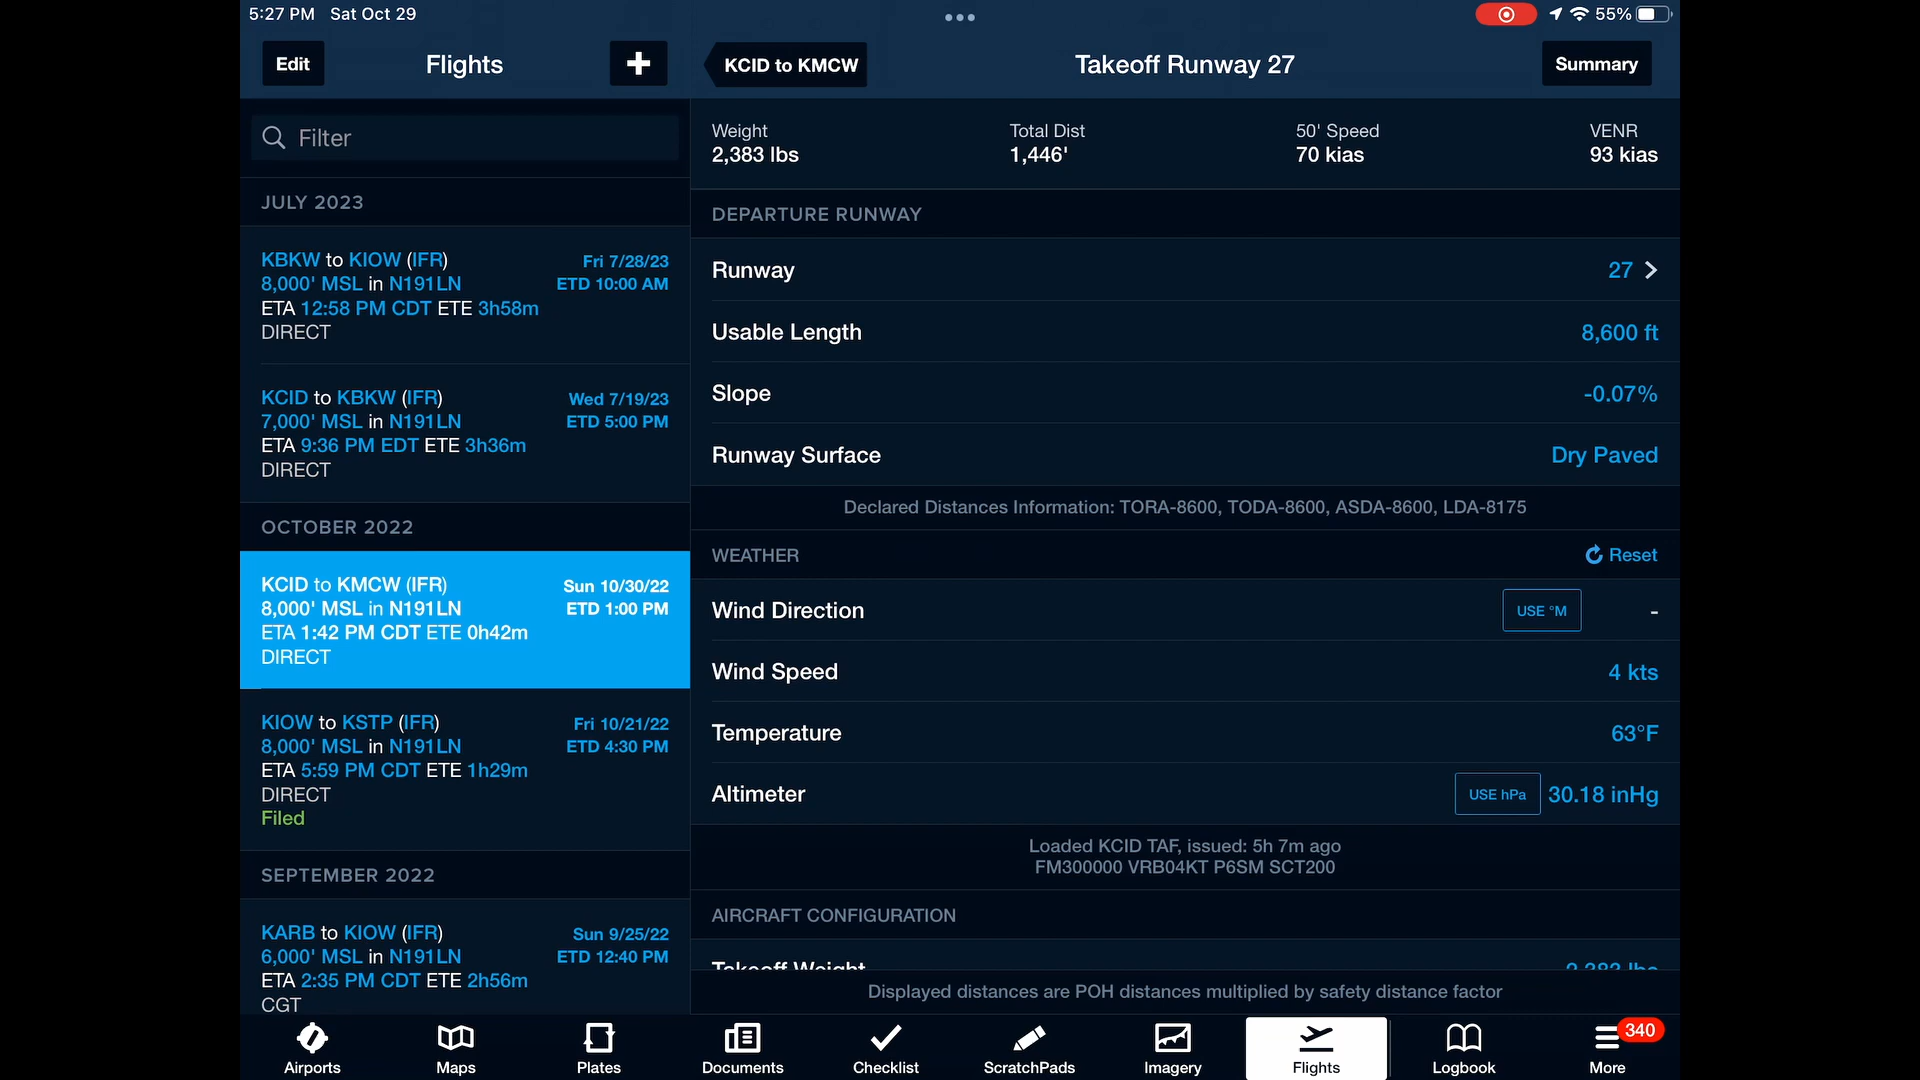 5:27 PM Sat Oct 29
55%
Edit
Flights
KCID to KMCW
Takeoff Runway 27
Summary
Filter
JULY 2023
KBKW to KIOW (IFR)
Fri 7/28/23
8,000' MSL in N191LN
ETD 10:00 AM
ETA 12:58 PM CDT ETE 3h58m
DIRECT
KCID to KBKW (IFR)
Wed 7/19/23
7,000' MSL in N191LN
ETD 5:00 PM
ETA 9:36 PM EDT ETE 3h36m
DIRECT
OCTOBER 2022
KCID to KMCW (IFR)
Sun 10/30/22
8,000' MSL in N191LN
ETD 1:00 PM
ETA 1:42 PM CDT ETE 0h42m
DIRECT
KIOW to KSTP (IFR)
Fri 10/21/22
8,000' MSL in N191LN
ETD 4:30 PM
ETA 5:59 PM CDT ETE 1h29m
DIRECT
Filed
SEPTEMBER 2022
KARB to KIOW (IFR)
Sun 9/25/22
6,000' MSL in N191LN
ETD 12:40 PM
ETA 2:35 PM CDT ETE 2h56m
CGT
Weight
2,383 lbs
Total Dist
1,446'
50' Speed
70 kias
VENR
93 kias
DEPARTURE RUNWAY
Runway 27
Usable Length 8,600 ft
Slope -0.07%
Runway Surface Dry Paved
Declared Distances Information: TORA-8600, TODA-8600, ASDA-8600, LDA-8175
WEATHER Reset
Wind Direction USE °M -
Wind Speed 4 kts
Temperature 63°F
Altimeter USE hPa 30.18 inHg
Loaded KCID TAF, issued: 5h 7m ago
FM300000 VRB04KT P6SM SCT200
AIRCRAFT CONFIGURATION
Takeoff Weight 2,383 lbs
Displayed distances are POH distances multiplied by safety distance factor
Airports
Maps
Plates
Documents
Checklist
ScratchPads
Imagery
Flights
Logbook
340
More